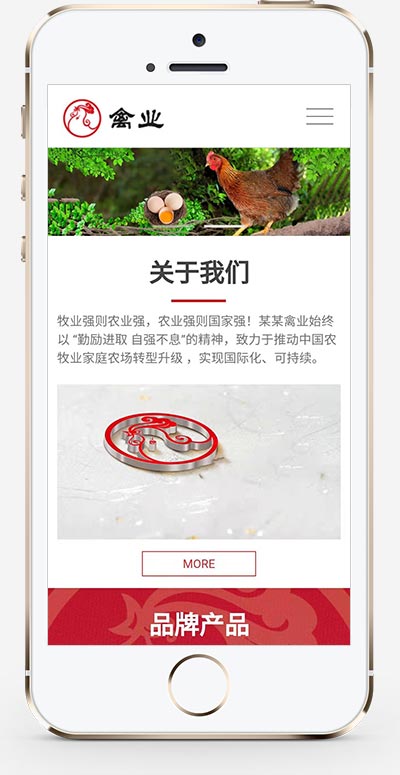 禽业
关于我们
牧业强则农业强，农业强则国家强！某某禽业始终
以 “勤励进取 自强不息”的精神，致力于推动中国农
牧业家庭农场转型升级 ，实现国际化、可持续。
MORE
品牌产品